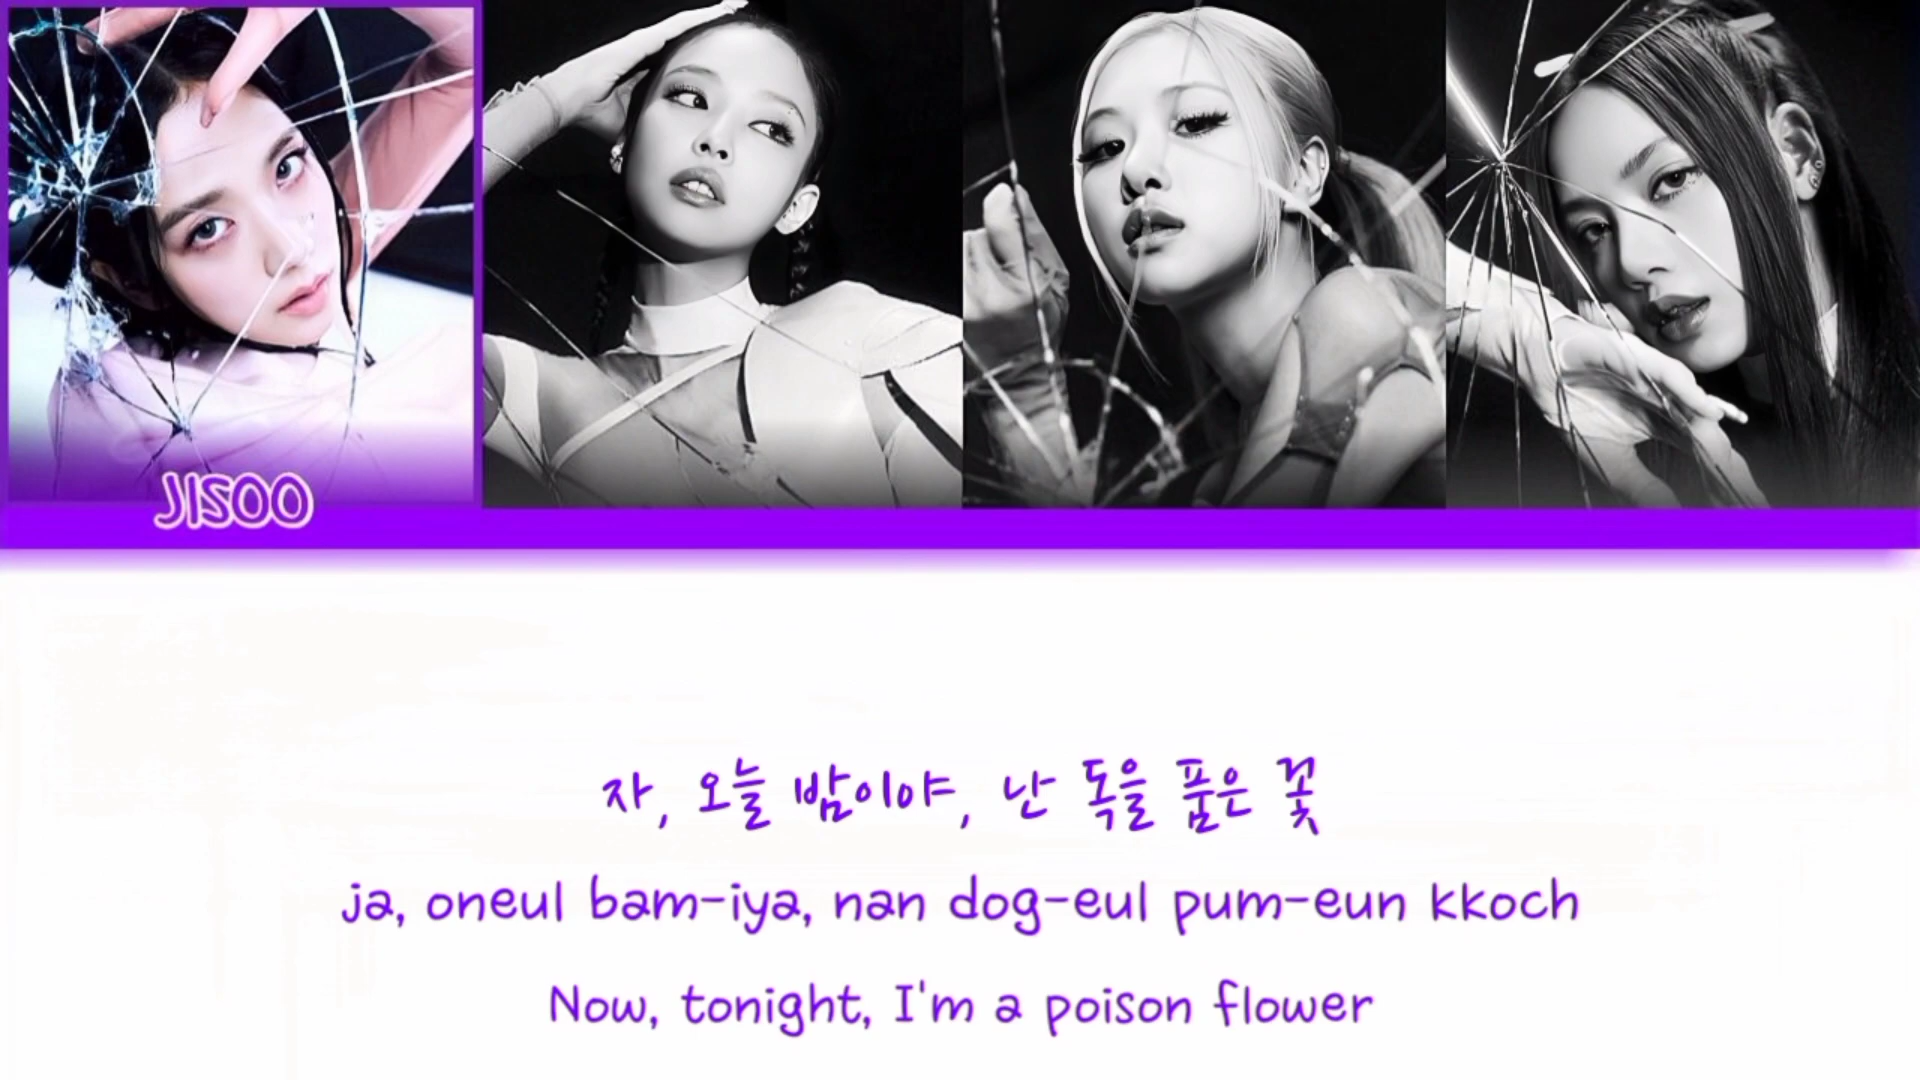 JISOO
자, 오늘 밤이야, 난 독을 품은 꽃
ja, oneul bam-iya, nan dog-eul pum-eun kkoch
Now, tonight, I'm a poison flower